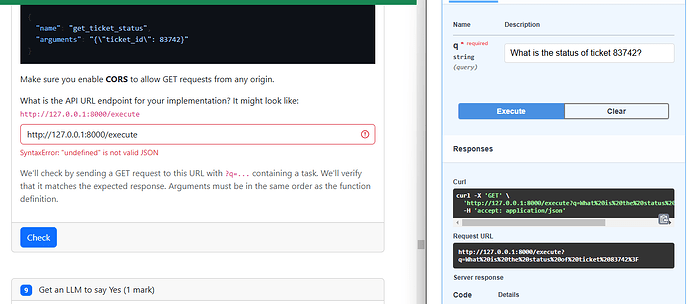 {
"name": "get_ticket_status",
"arguments": "{\"ticket_id\": 83742}"
}
Make sure you enable CORS to allow GET requests from any origin.
What is the API URL endpoint for your implementation? It might look like:
http://127.0.0.1:8000/execute
http://127.0.0.1:8000/execute
SyntaxError: "undefined" is not valid JSON
We'll check by sending a GET request to this URL with ?q=... containing a task. We'll verify
that it matches the expected response. Arguments must be in the same order as the function
definition.
Check
9 Get an LLM to say Yes (1 mark)
Name Description
q * required
string
(query)
What is the status of ticket 83742?
Execute Clear
Responses
Curl
curl -X 'GET' \
'http://127.0.0.1:8000/execute?q=What%20is%20the%20status%20
-H 'accept: application/json'
Request URL
http://127.0.0.1:8000/execute?
q=What%20is%20the%20status%20of%20ticket%2083742%3F
Server response
Code Details